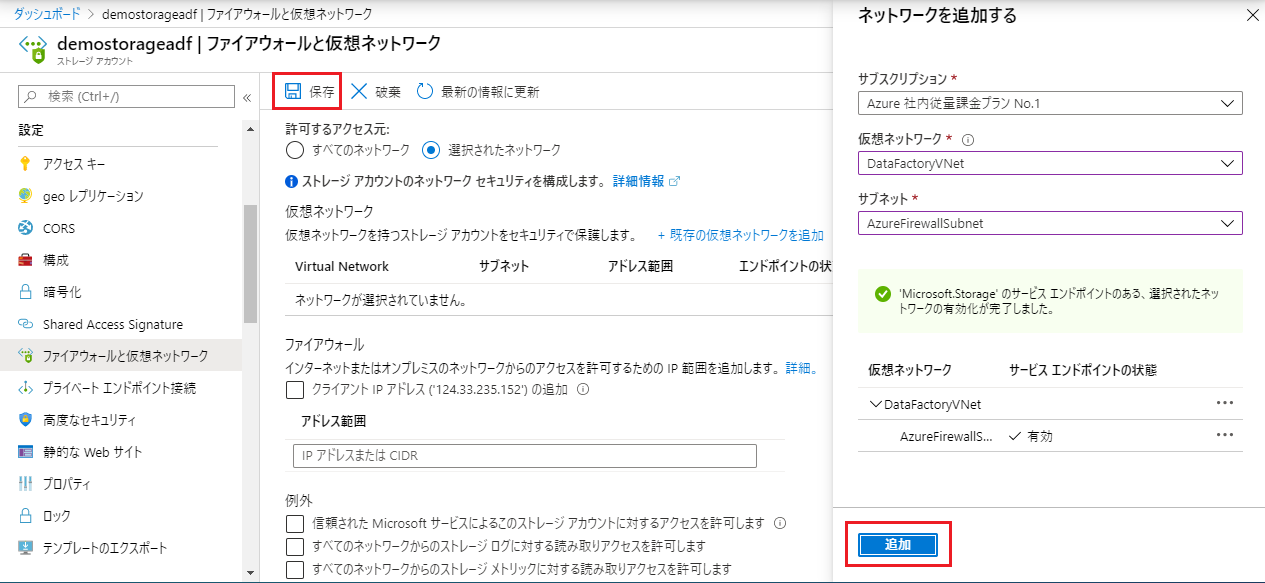 ダッシュボード > demostorageadf | ファイアウォールと仮想ネットワーク
demostorageadf | ファイアウォールと仮想ネットワーク
ストレージ アカウント
検索 (Ctrl+/)
«
設定
アクセス キー
geo レプリケーション
CORS
構成
暗号化
Shared Access Signature
ファイアウォールと仮想ネットワーク
プライベート エンドポイント接続
高度なセキュリティ
静的な Web サイト
プロパティ
ロック
テンプレートのエクスポート
保存 破棄 最新の情報に更新
許可するアクセス元:
すべてのネットワーク 選択されたネットワーク
ストレージ アカウントのネットワーク セキュリティを構成します。 詳細情報
仮想ネットワーク
仮想ネットワークを持つストレージ アカウントをセキュリティで保護します。 + 既存の仮想ネットワークを追加
Virtual Network サブネット アドレス範囲 エンドポイントの状
ネットワークが選択されていません。
ファイアウォール
インターネットまたはオンプレミスのネットワークからのアクセスを許可するための IP 範囲を追加します。 詳細。
クライアント IP アドレス ('124.33.235.152') の追加
アドレス範囲
IP アドレスまたは CIDR
例外
信頼された Microsoft サービスによるこのストレージ アカウントに対するアクセスを許可します
すべてのネットワークからのストレージ ログに対する読み取りアクセスを許可します
すべてのネットワークからのストレージ メトリックに対する読み取りアクセスを許可します
ネットワークを追加する
サブスクリプション *
Azure 社内従量課金プラン No.1
仮想ネットワーク *
DataFactoryVNet
サブネット *
AzureFirewallSubnet
'Microsoft.Storage' のサービス エンドポイントのある、選択されたネッ
トワークの有効化が完了しました。
仮想ネットワーク サービス エンドポイントの状態
DataFactoryVNet ...
AzureFirewallS... 有効 ...
追加